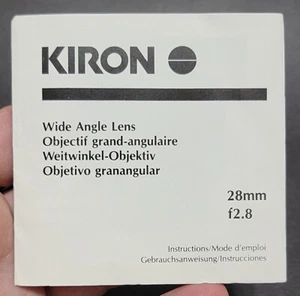 KIRON
Wide Angle Lens
Objectif grand-angulaire
Weitwinkel-Objektiv
Objetivo granangular
28mm
f2.8
Instructions/Mode d'emploi
Gebrauchsanweisung/Instrucciones